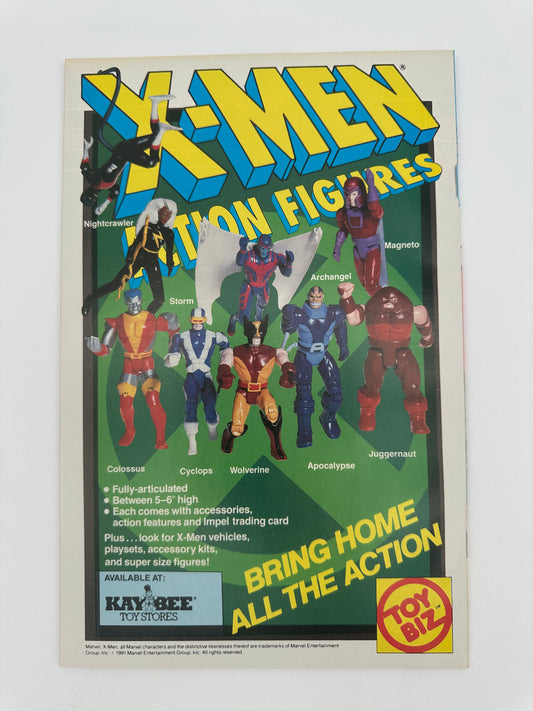 X-MEN®
ACTION FIGURES
Nightcrawler
Magneto
Storm
Archangel
Colossus
Cyclops
Wolverine
Apocalypse
Juggernaut
• Fully-articulated
• Between 5–6" high
• Each comes with accessories,
action features and Impel trading card
Plus...look for X-Men vehicles,
playsets, accessory kits,
and super size figures!
BRING HOME
ALL THE ACTION
AVAILABLE AT:
KAY BEE
TOY STORES
TOY
BIZ™
Marvel, X-Men, all Marvel characters and the distinctive likenesses thereof are trademarks of Marvel Entertainment
Group, Inc. © 1991 Marvel Entertainment Group, Inc. All rights reserved.